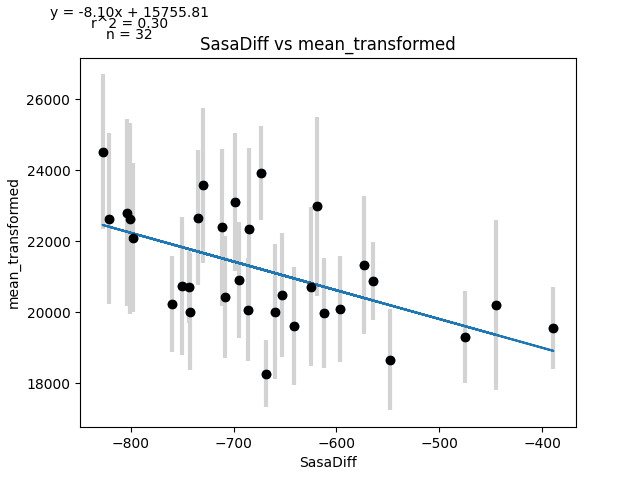 y = -8.10x + 15755.81
r^2 = 0.30
n = 32
SasaDiff vs mean_transformed
mean_transformed
26000
24000
22000
20000
18000
−800
−700
−600
−500
−400
SasaDiff